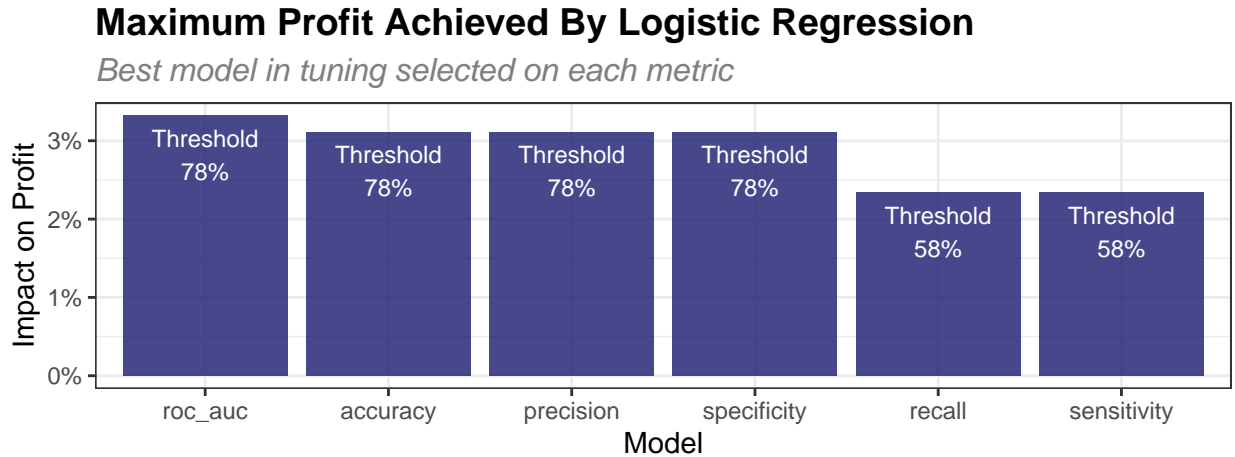 Maximum Profit Achieved By Logistic Regression
Best model in tuning selected on each metric
Impact on Profit
3%
2%
1%
0%
Threshold
78%
Threshold
78%
Threshold
78%
Threshold
78%
Threshold
58%
Threshold
58%
roc_auc
accuracy
precision
specificity
recall
sensitivity
Model